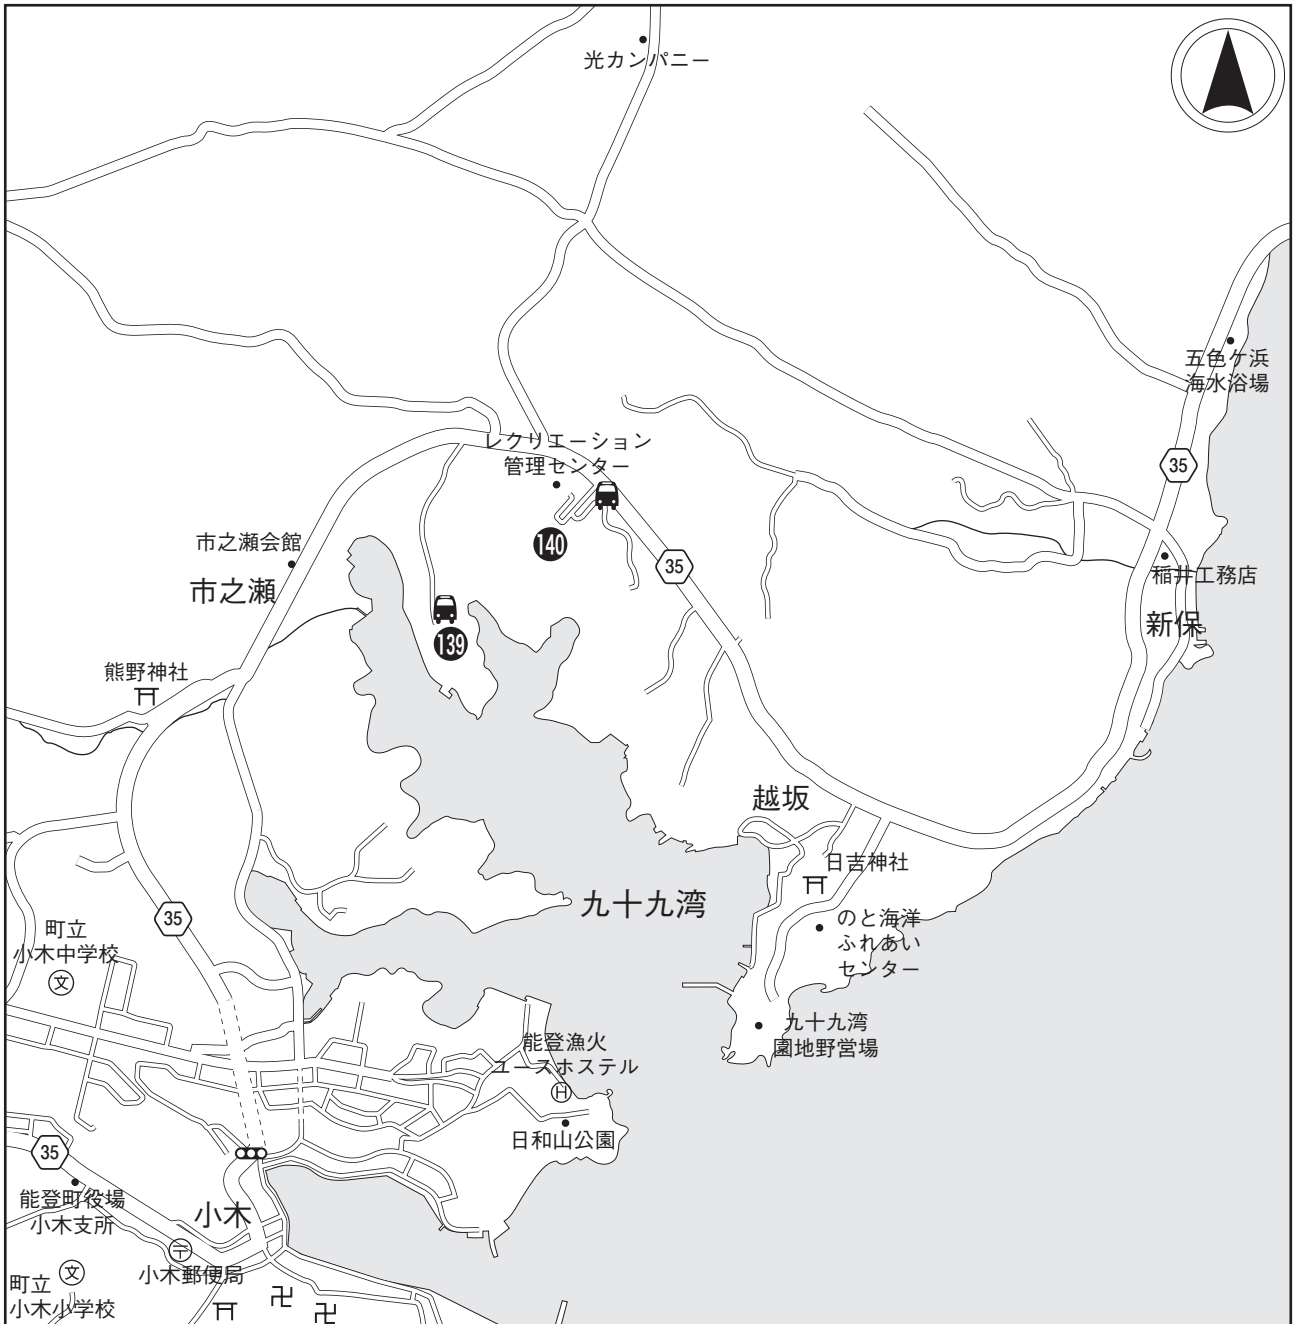 光カンパニー
五色ケ浜
海水浴場
レクリエーション
管理センター
35
市之瀬会館
140
35
稲井工務店
市之瀬
新保
139
熊野神社
越坂
日吉神社
九十九湾
35
町立
小木中学校
文
のと海洋
ふれあい
センター
九十九湾
園地野営場
能登漁火
ユースホステル
H
日和山公園
35
能登町役場
小木支所
小木
〒
小木郵便局
町立
小木小学校
文
卍
卍